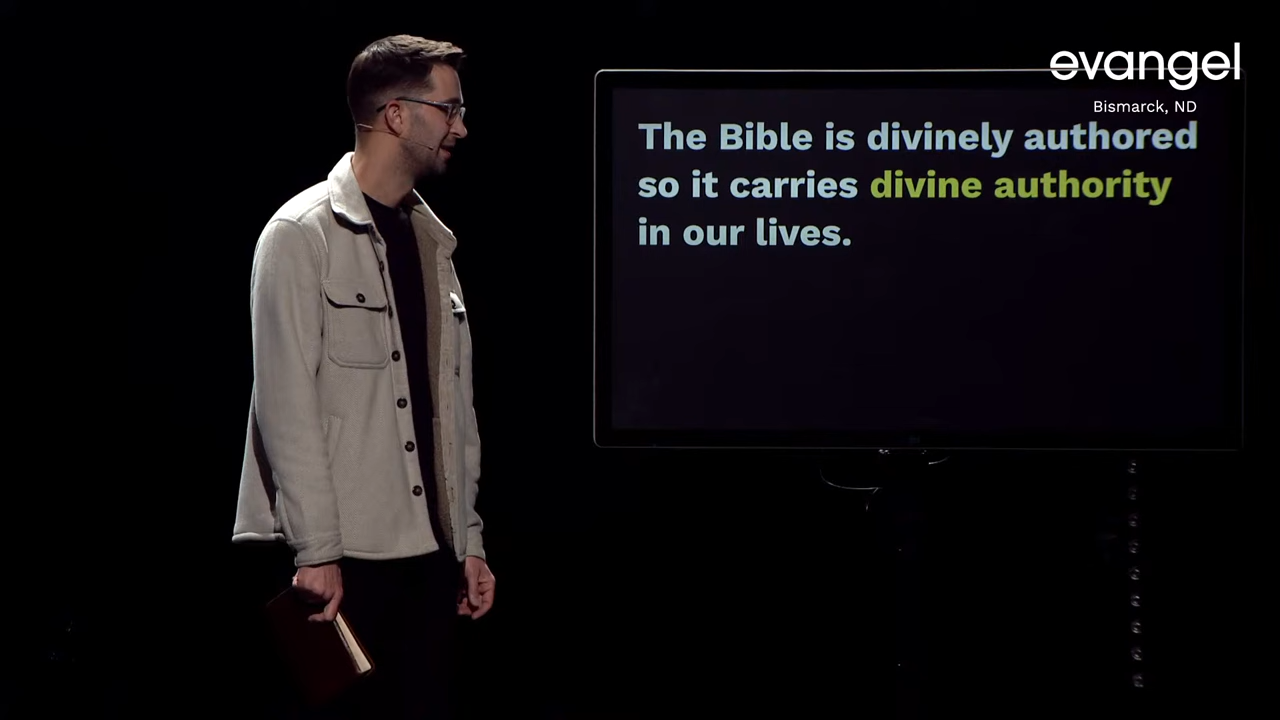 evangel
Bismarck, ND
The Bible is divinely authored
so it carries divine authority
in our lives.